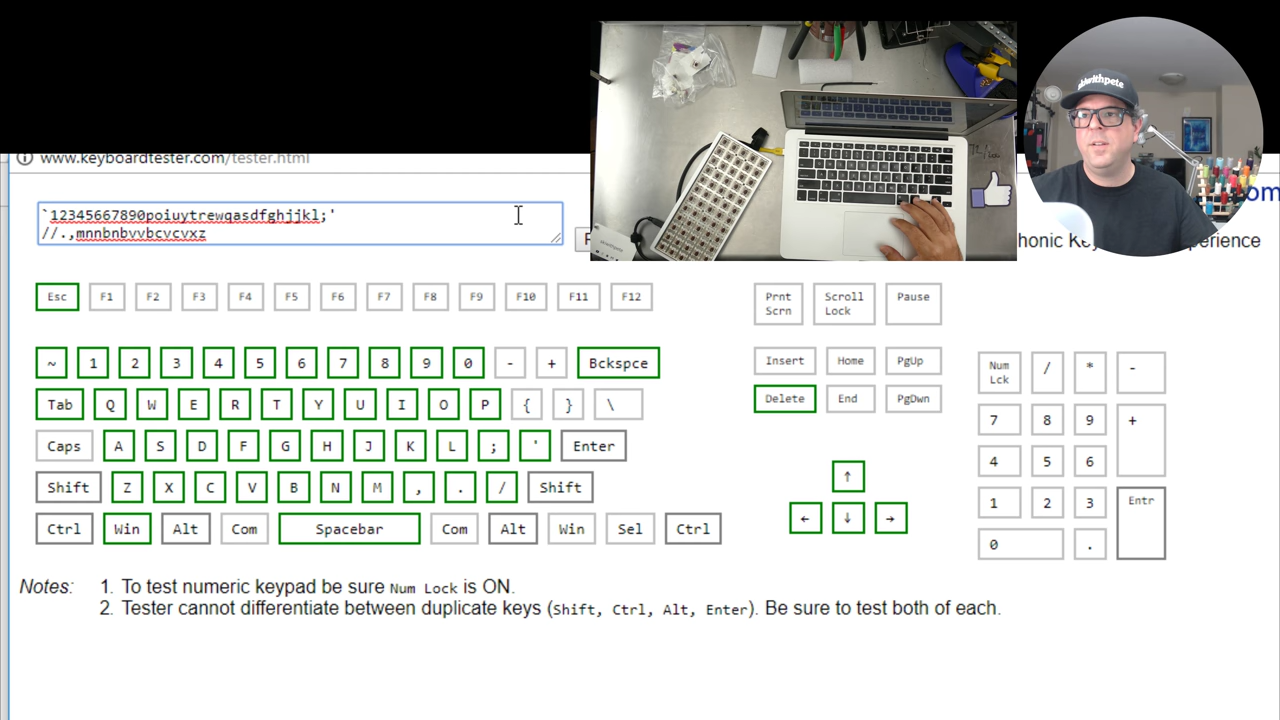 www.keyboardtester.com/tester.html
`12345667890poiuytrewqasdfghjjkl;'
//.,mnnbnbvvbcvcvxz
Esc F1 F2 F3 F4 F5 F6 F7 F8 F9 F10 F11 F12
Prnt Scrn Scroll Lock Pause
~ 1 2 3 4 5 6 7 8 9 0 - + Bckspce
Insert Home PgUp
Num Lck / * -
Tab Q W E R T Y U I O P { } \
Delete End PgDwn
7 8 9 +
Caps A S D F G H J K L ; ' Enter
4 5 6
Shift Z X C V B N M , . / Shift
↑
1 2 3 Entr
Ctrl Win Alt Com Spacebar Com Alt Win Sel Ctrl
← ↓ →
0 .
Notes: 1. To test numeric keypad be sure Num Lock is ON.
2. Tester cannot differentiate between duplicate keys (Shift, Ctrl, Alt, Enter). Be sure to test both of each.